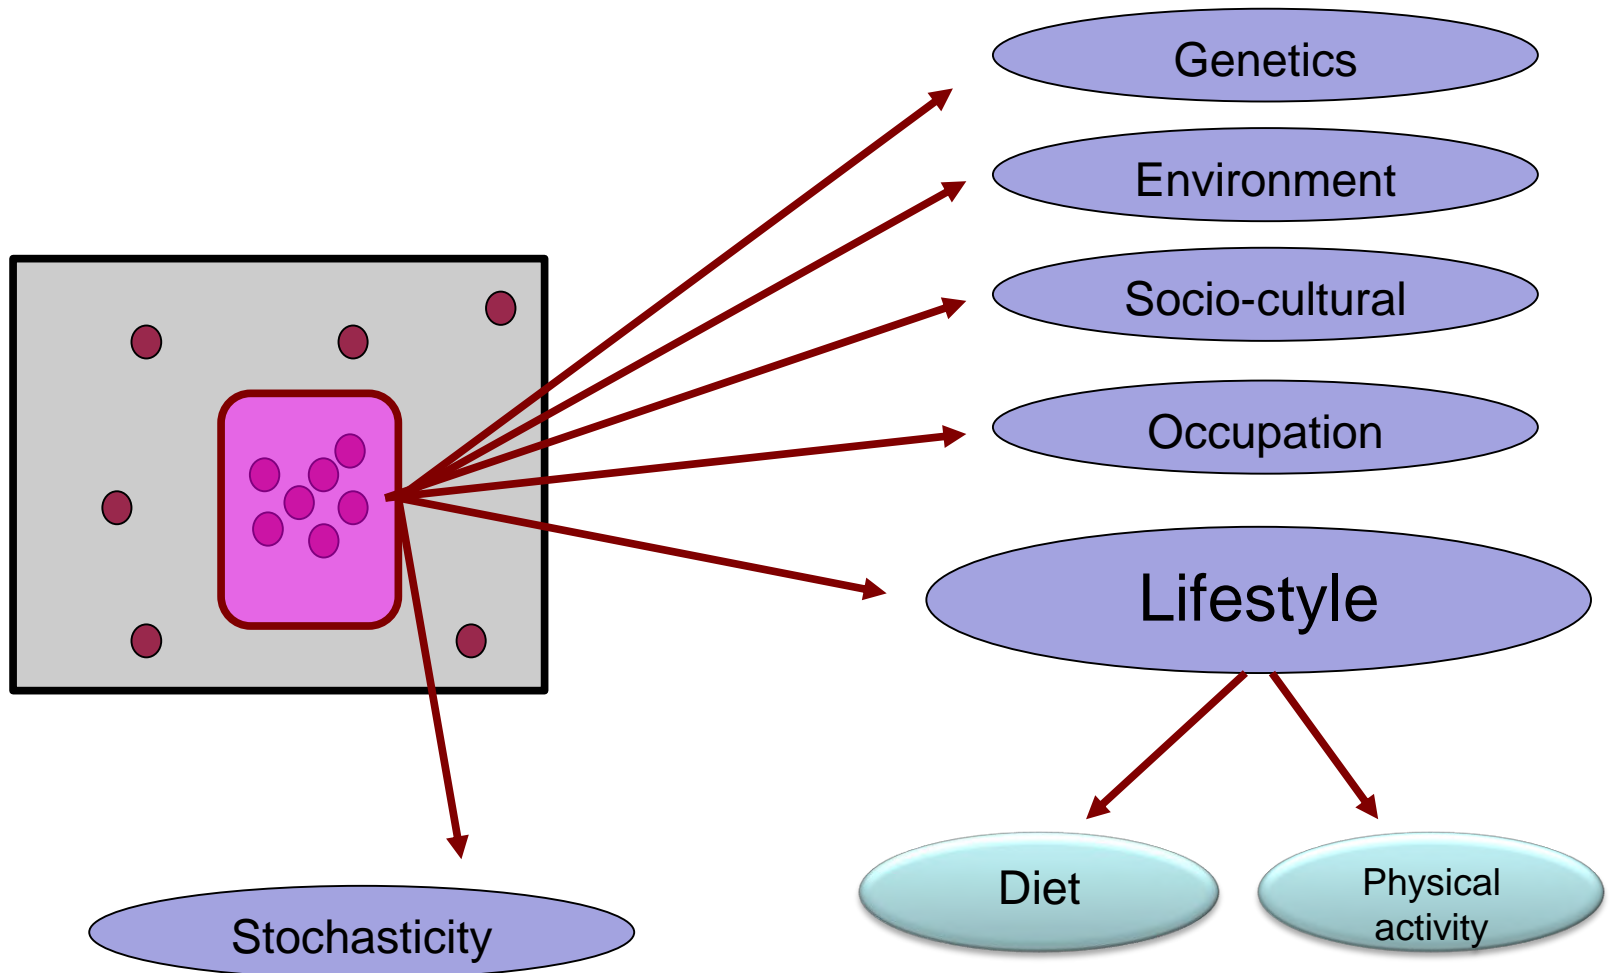 Genetics
Environment
Socio-cultural
Occupation
Lifestyle
Diet
Physical
activity
Stochasticity